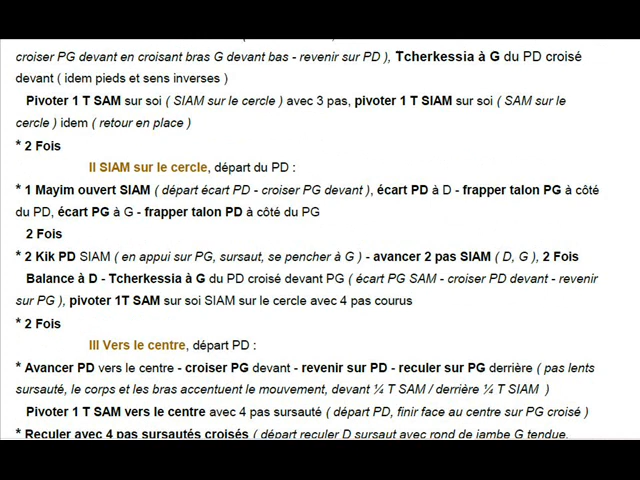 croiser PG devant en croisant bras G devant bas - revenir sur PD ), Tcherkessia à G du PD croisé
devant ( idem pieds et sens inverses )
Pivoter 1 T SAM sur soi ( SIAM sur le cercle ) avec 3 pas, pivoter 1 T SIAM sur soi ( SAM sur le
cercle ) idem ( retour en place )
* 2 Fois
II SIAM sur le cercle, départ du PD :
* 1 Mayim ouvert SIAM ( départ écart PD - croiser PG devant ), écart PD à D - frapper talon PG à côté
du PD, écart PG à G - frapper talon PD à côté du PG
2 Fois
* 2 Kik PD SIAM ( en appui sur PG, sursaut, se pencher à G ) - avancer 2 pas SIAM ( D, G ), 2 Fois
Balance à D - Tcherkessia à G du PD croisé devant PG ( écart PG SAM - croiser PD devant - revenir
sur PG ), pivoter 1T SAM sur soi SIAM sur le cercle avec 4 pas courus
* 2 Fois
III Vers le centre, départ PD :
* Avancer PD vers le centre - croiser PG devant - revenir sur PD - reculer sur PG derrière ( pas lents
sursauté, le corps et les bras accentuent le mouvement, devant ¼ T SAM / derrière ¼ T SIAM )
Pivoter 1 T SAM vers le centre avec 4 pas sursauté ( départ PD, finir face au centre sur PG croisé )
* Reculer avec 4 pas sursautés croisés ( départ reculer D sursaut avec rond de jambe G tendue,